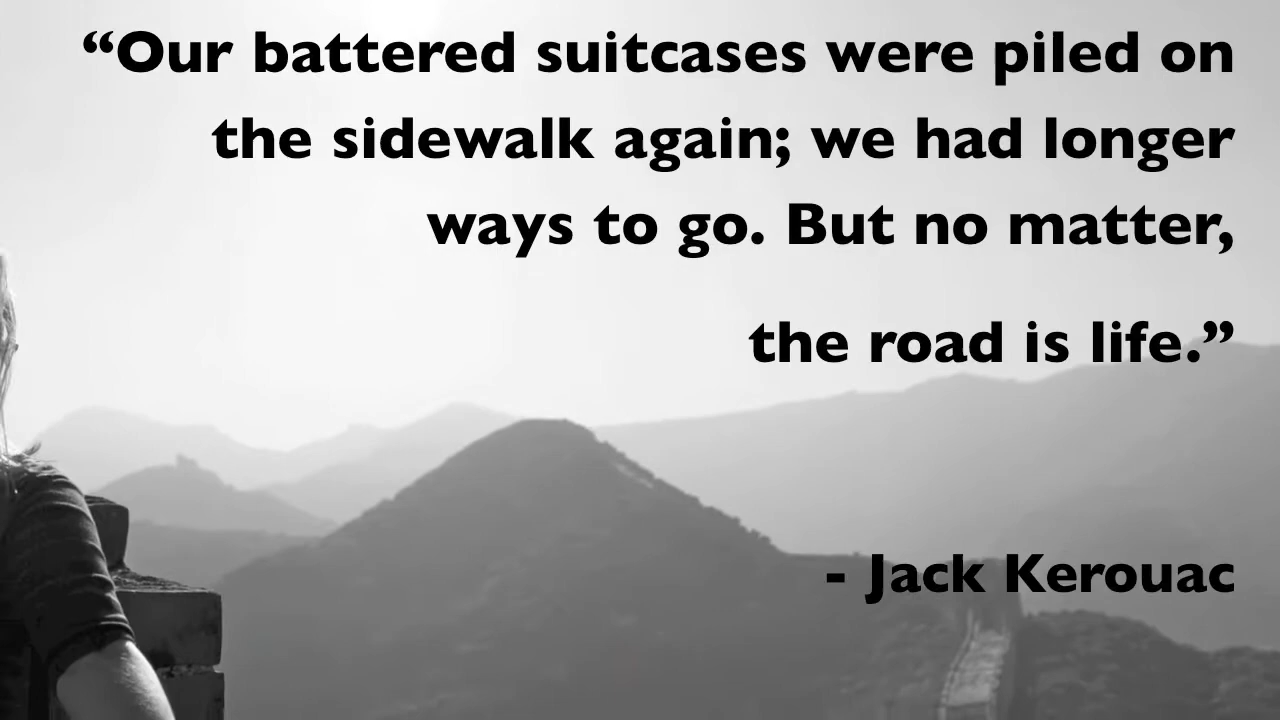 “Our battered suitcases were piled on
the sidewalk again; we had longer
ways to go. But no matter,
the road is life.”
- Jack Kerouac